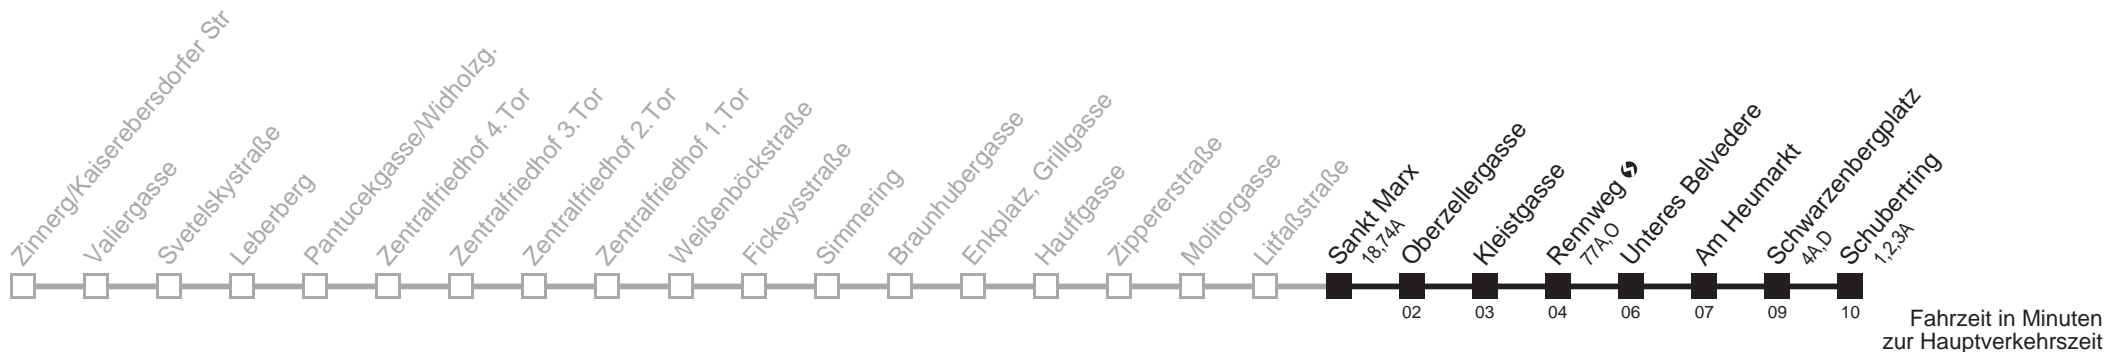 Zinnerg/Kaiserebersdorfer Str
Valiergasse
Svetelskystraße
Leberberg
Pantucekgasse/Widholzg.
Zentralfriedhof 4.Tor
Zentralfriedhof 3.Tor
Zentralfriedhof 2.Tor
Zentralfriedhof 1.Tor
Weißenböckstraße
Fickeysstraße
Simmering
Braunhubergasse
Enkplatz, Grillgasse
Hauffgasse
Zippererstraße
Molitorgasse
Litfaßstraße
Sankt Marx
18,74A
Oberzellergasse
Kleistgasse
Rennweg
77A,O
Unteres Belvedere
Am Heumarkt
Schwarzenbergplatz
4A,D
Schubertring
1,2,3A
02
03
04
06
07
09
10
Fahrzeit in Minuten
zur Hauptverkehrszeit